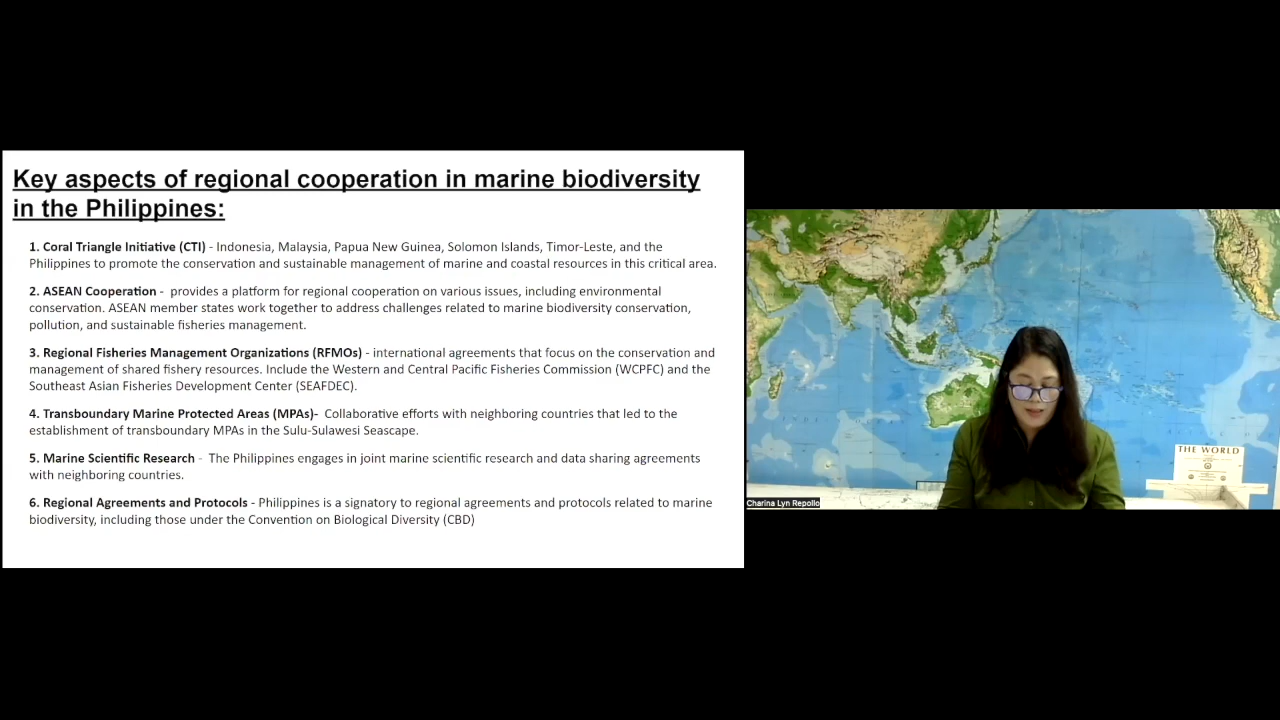 Key aspects of regional cooperation in marine biodiversity
in the Philippines:
1. Coral Triangle Initiative (CTI) - Indonesia, Malaysia, Papua New Guinea, Solomon Islands, Timor-Leste, and the
Philippines to promote the conservation and sustainable management of marine and coastal resources in this critical area.
2. ASEAN Cooperation - provides a platform for regional cooperation on various issues, including environmental
conservation. ASEAN member states work together to address challenges related to marine biodiversity conservation,
pollution, and sustainable fisheries management.
3. Regional Fisheries Management Organizations (RFMOs) - international agreements that focus on the conservation and
management of shared fishery resources. Include the Western and Central Pacific Fisheries Commission (WCPFC) and the
Southeast Asian Fisheries Development Center (SEAFDEC).
4. Transboundary Marine Protected Areas (MPAs)- Collaborative efforts with neighboring countries that led to the
establishment of transboundary MPAs in the Sulu-Sulawesi Seascape.
5. Marine Scientific Research - The Philippines engages in joint marine scientific research and data sharing agreements
with neighboring countries.
6. Regional Agreements and Protocols - Philippines is a signatory to regional agreements and protocols related to marine
biodiversity, including those under the Convention on Biological Diversity (CBD)
THE WORLD
Charina Lyn Repollo